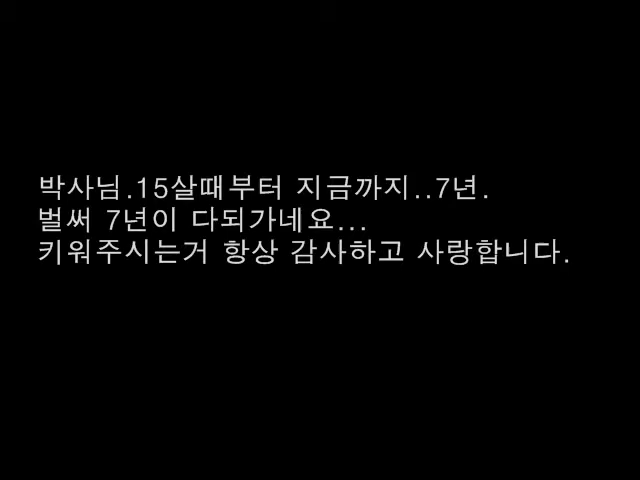 박사님.15살때부터 지금까지..7년.
벌써 7년이 다되가네요...
키워주시는거 항상 감사하고 사랑합니다.